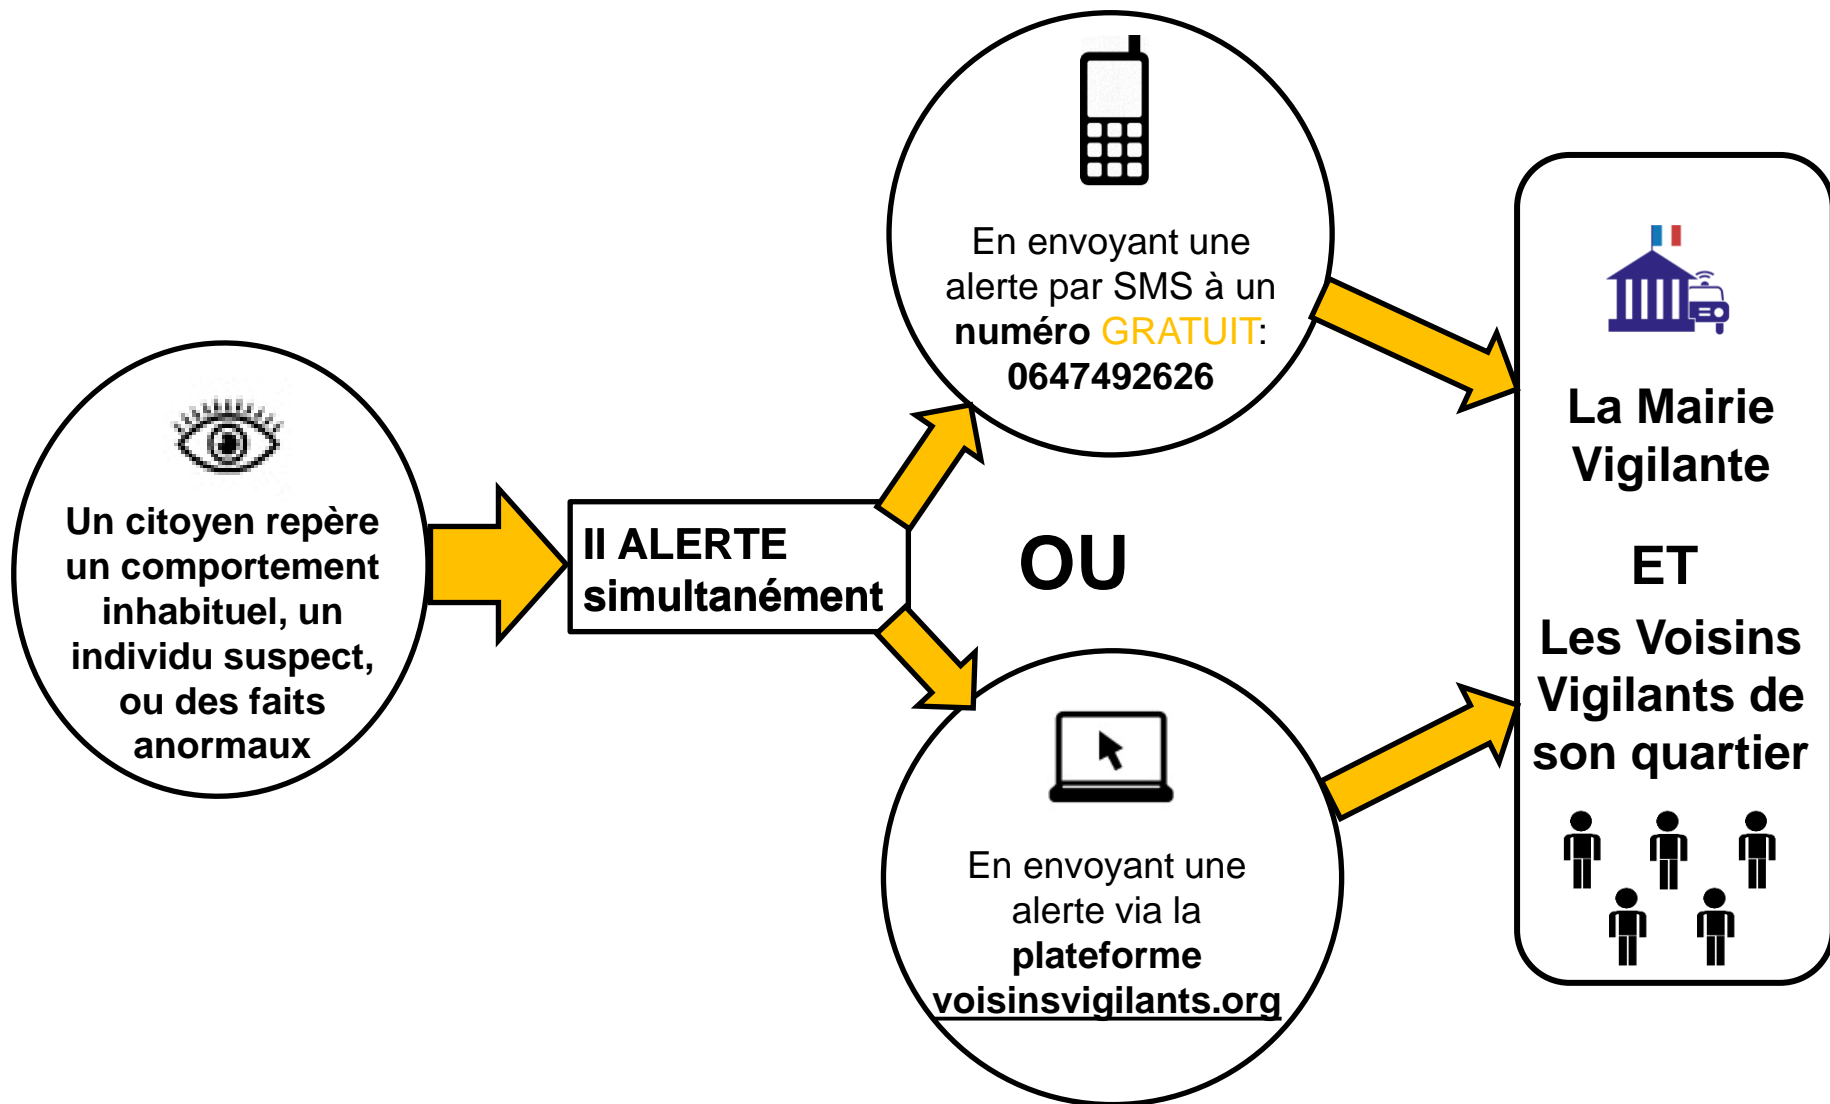 Un citoyen repère
un comportement
inhabituel, un
individu suspect,
ou des faits
anormaux
Il ALERTE
simultanément
En envoyant une
alerte par SMS à un
numéro GRATUIT:
0647492626
OU
En envoyant une
alerte via la
plateforme
voisinsvigilants.org
La Mairie
Vigilante
ET
Les Voisins
Vigilants de
son quartier